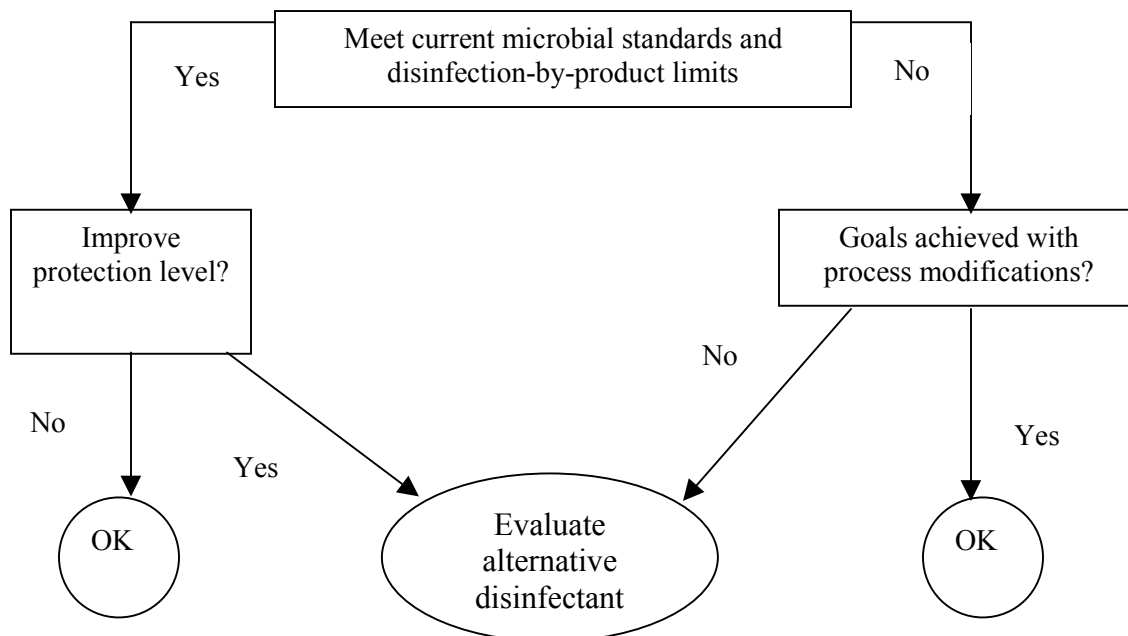 Meet current microbial standards and
disinfection-by-product limits
Yes
No
Improve
protection level?
Goals achieved with
process modifications?
No
No
Yes
Yes
OK
Evaluate
alternative
disinfectant
OK